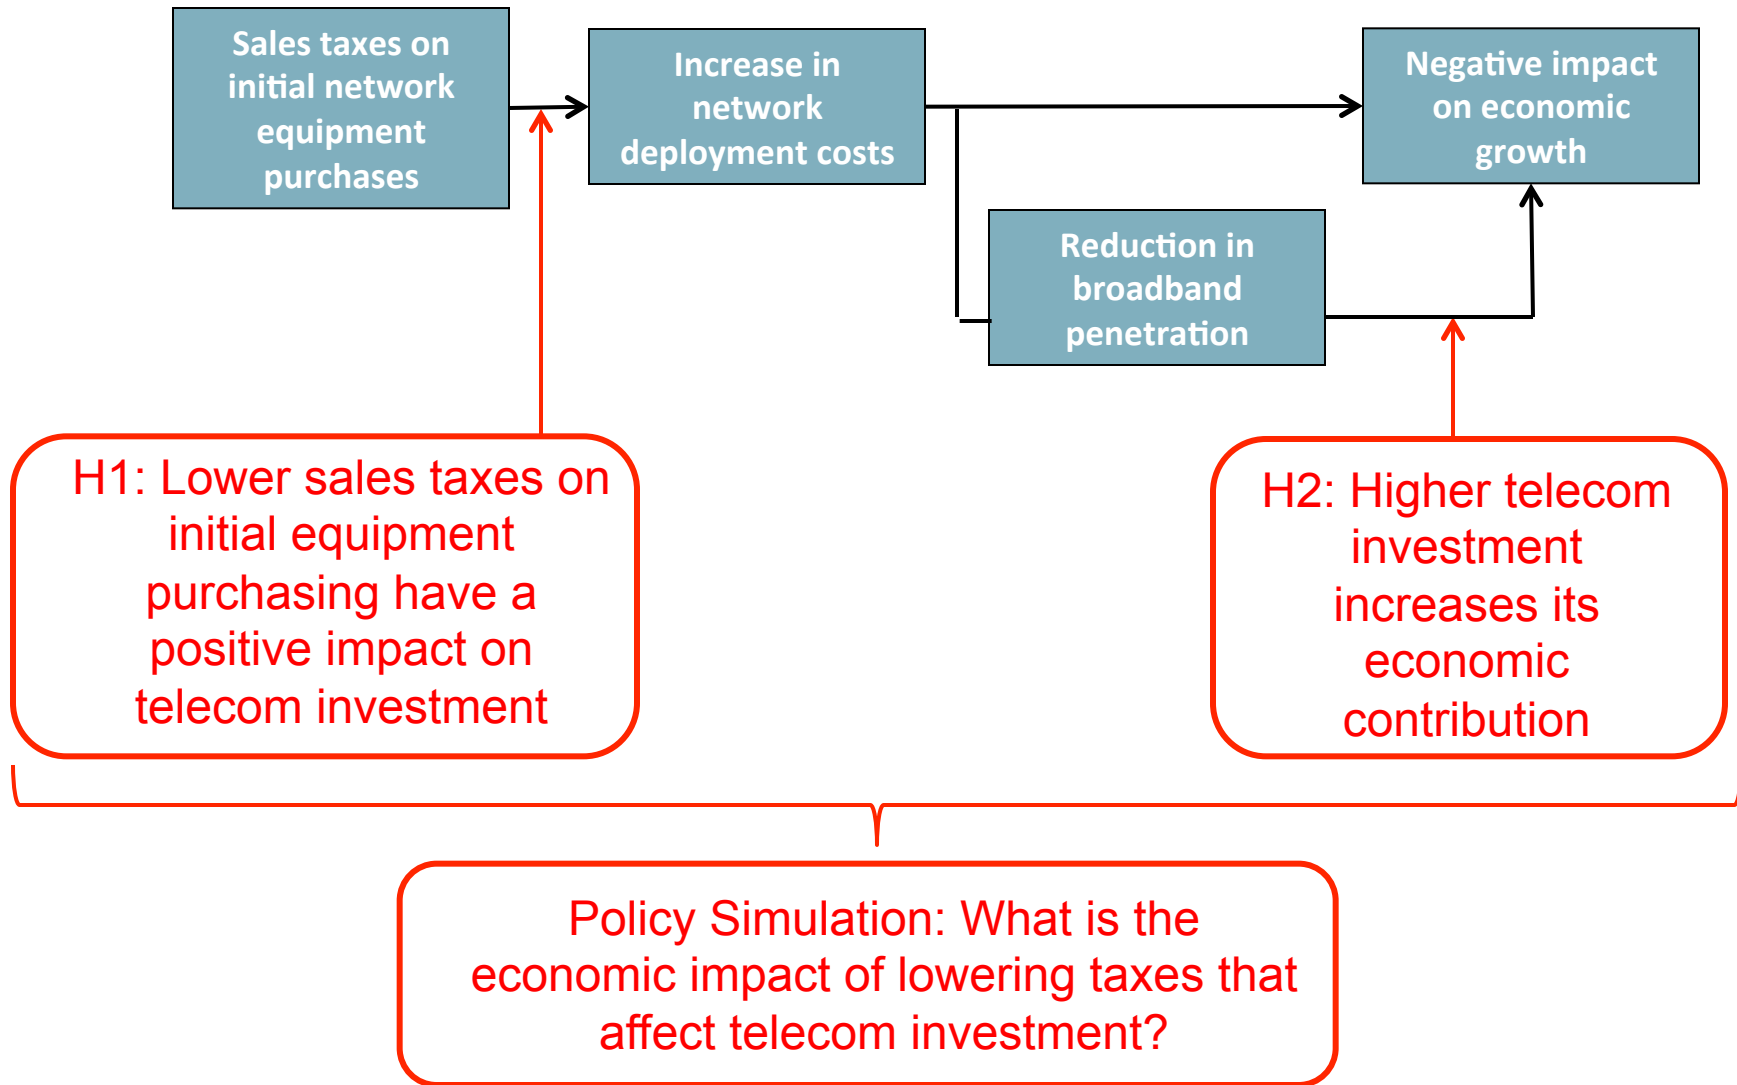 Sales taxes on
initial network
equipment
purchases
Increase in
network
deployment costs
Negative impact
on economic
growth
Reduction in
broadband
penetration
H1: Lower sales taxes on
initial equipment
purchasing have a
positive impact on
telecom investment
H2: Higher telecom
investment
increases its
economic
contribution
Policy Simulation: What is the
economic impact of lowering taxes that
affect telecom investment?